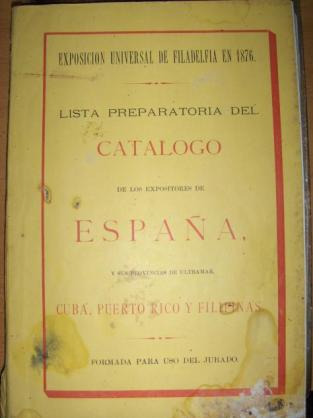 EXPOSICION UNIVERSAL DE FILADELFIA EN 1876.
LISTA PREPARATORIA DEL
CATALOGO
DE LOS EXPOSITORES DE
ESPAÑA,
Y SUS PROVINCIAS DE ULTRAMAR,
CUBA, PUERTO RICO Y FILIPINAS
FORMADA PARA USO DEL JURADO.